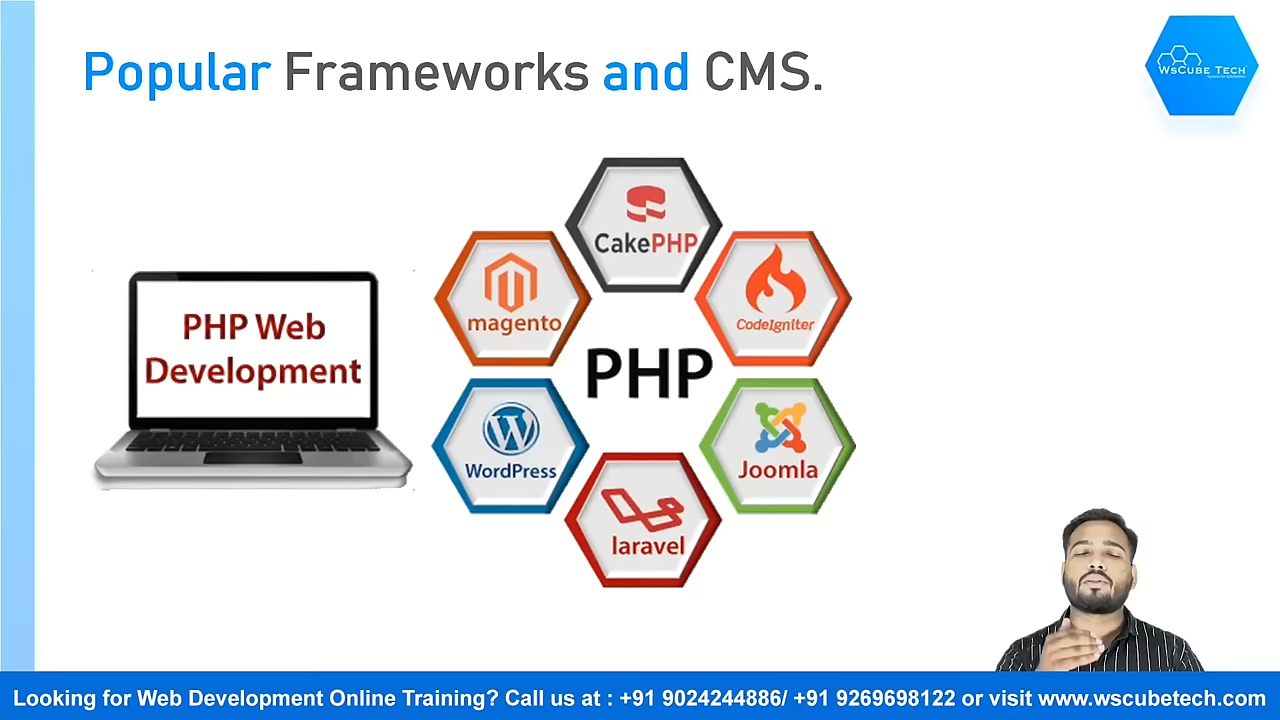 Popular Frameworks and CMS.
WsCube Tech
PHP Web
Development
CakePHP
magento
CodeIgniter
PHP
WordPress
Joomla
laravel
Looking for Web Development Online Training? Call us at : +91 9024244886/ +91 9269698122 or visit www.wscubetech.com